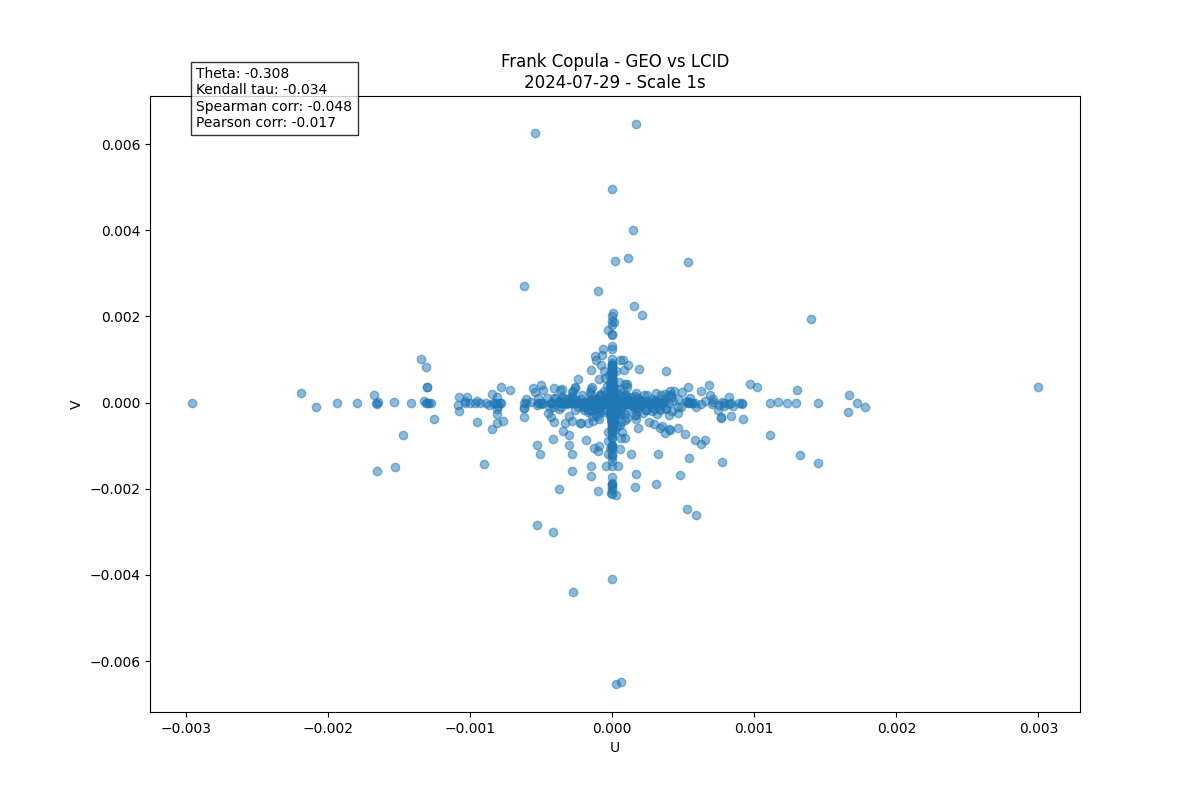 Frank Copula - GEO vs LCID
2024-07-29 - Scale 1s
Theta: -0.308
Kendall tau: -0.034
Spearman corr: -0.048
Pearson corr: -0.017
0.006
0.004
0.002
0.000
−0.002
−0.004
−0.006
V
−0.003 −0.002 −0.001 0.000 0.001 0.002 0.003
U